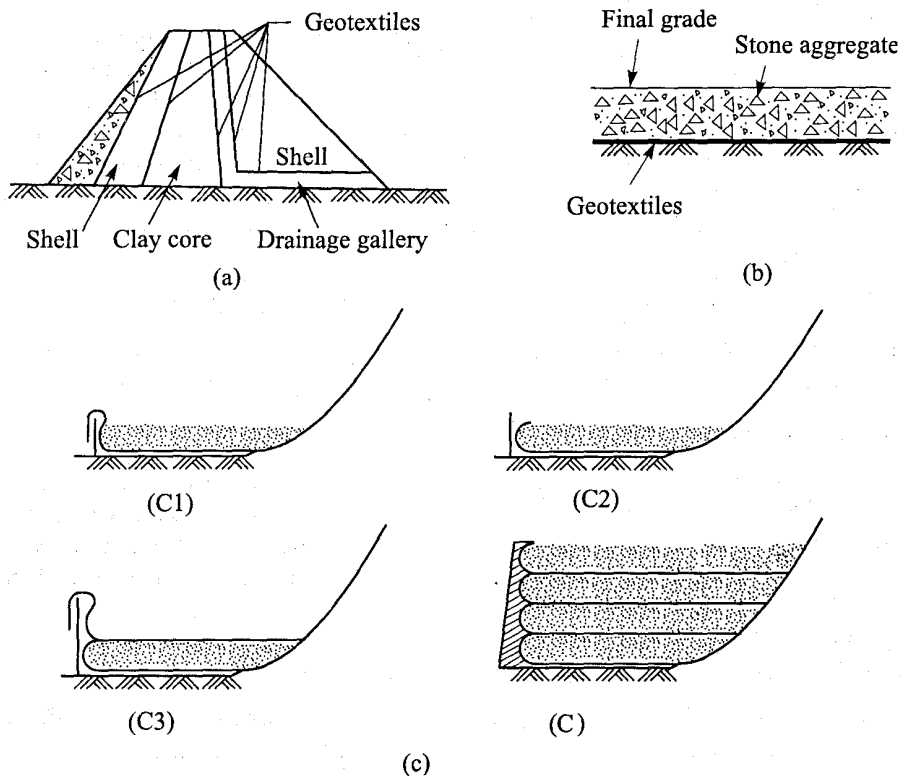 Geotextiles
Shell
Shell Clay core Drainage gallery
(a)
Final grade
Stone aggregate
Geotextiles
(b)
(C1)
(C2)
(C3)
(C)
(c)